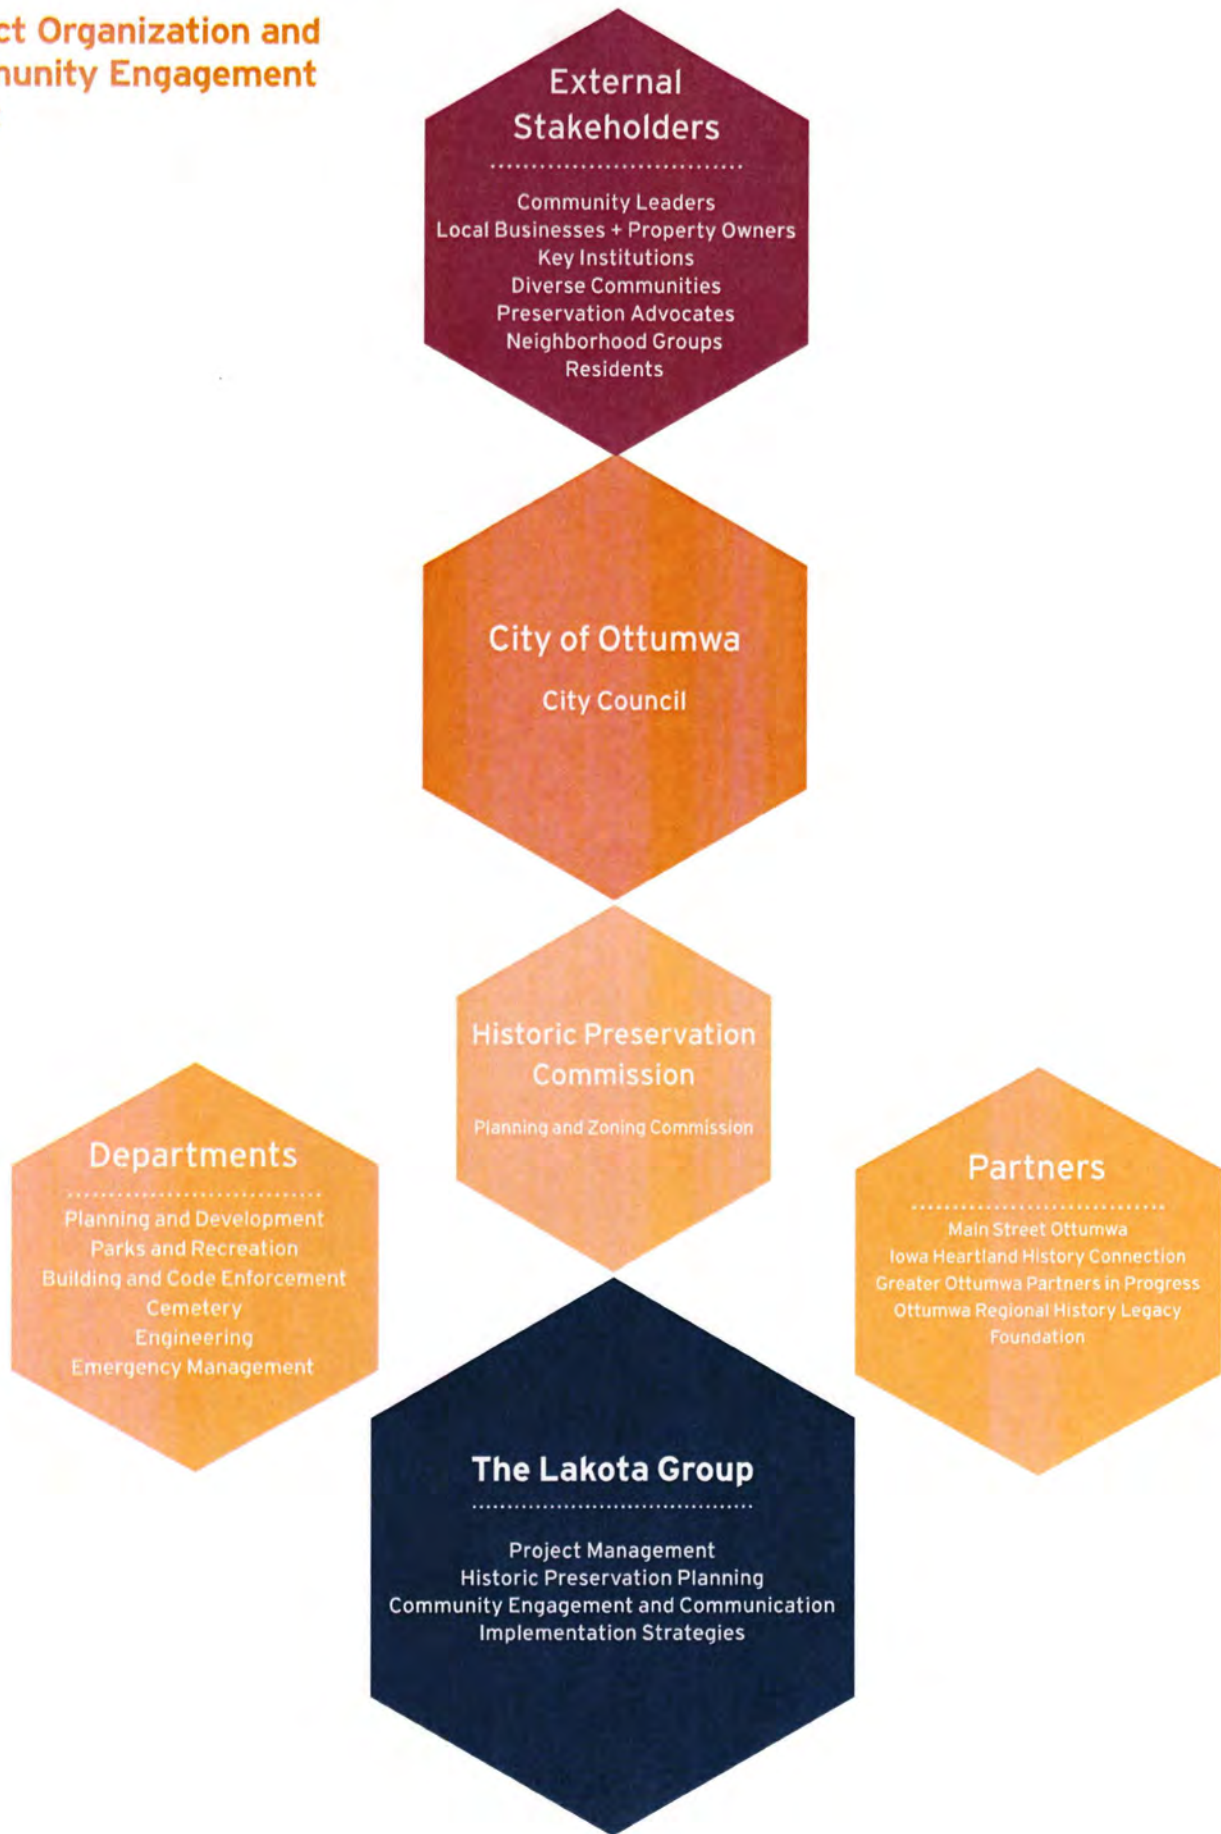 ct Organization and
munity Engagement
External
Stakeholders
Community Leaders
Local Businesses + Property Owners
Key Institutions
Diverse Communities
Preservation Advocates
Neighborhood Groups
Residents
City of Ottumwa
City Council
Historic Preservation
Commission
Planning and Zoning Commission
Departments
Planning and Development
Parks and Recreation
Building and Code Enforcement
Cemetery
Engineering
Emergency Management
Partners
Main Street Ottumwa
Iowa Heartland History Connection
Greater Ottumwa Partners in Progress
Ottumwa Regional History Legacy
Foundation
The Lakota Group
Project Management
Historic Preservation Planning
Community Engagement and Communication
Implementation Strategies